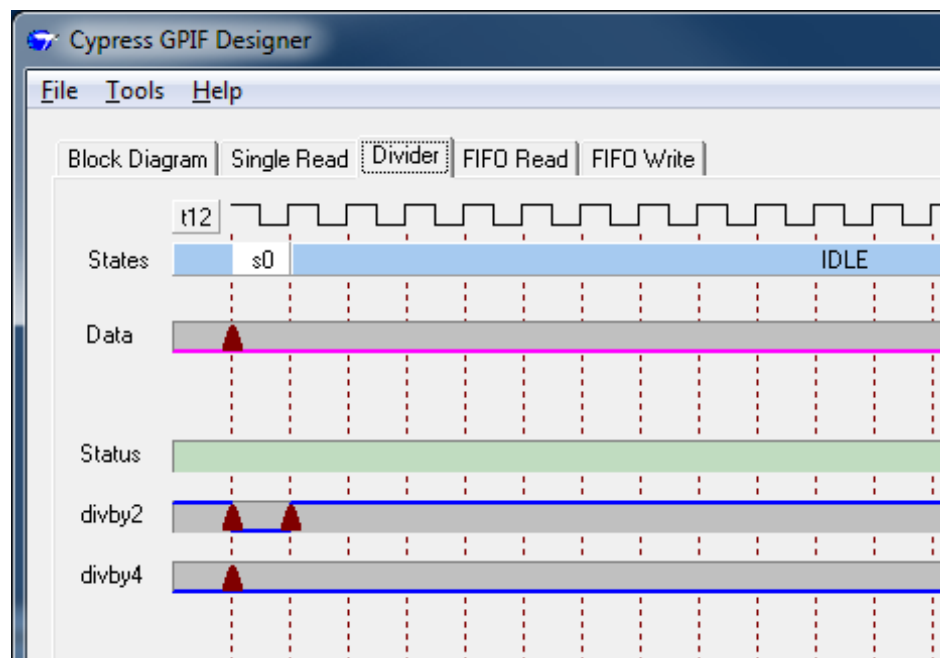 Cypress GPIF Designer
File Tools Help
Block Diagram Single Read Divider FIFO Read FIFO Write
t12
States s0 IDLE
Data
Status
divby2
divby4